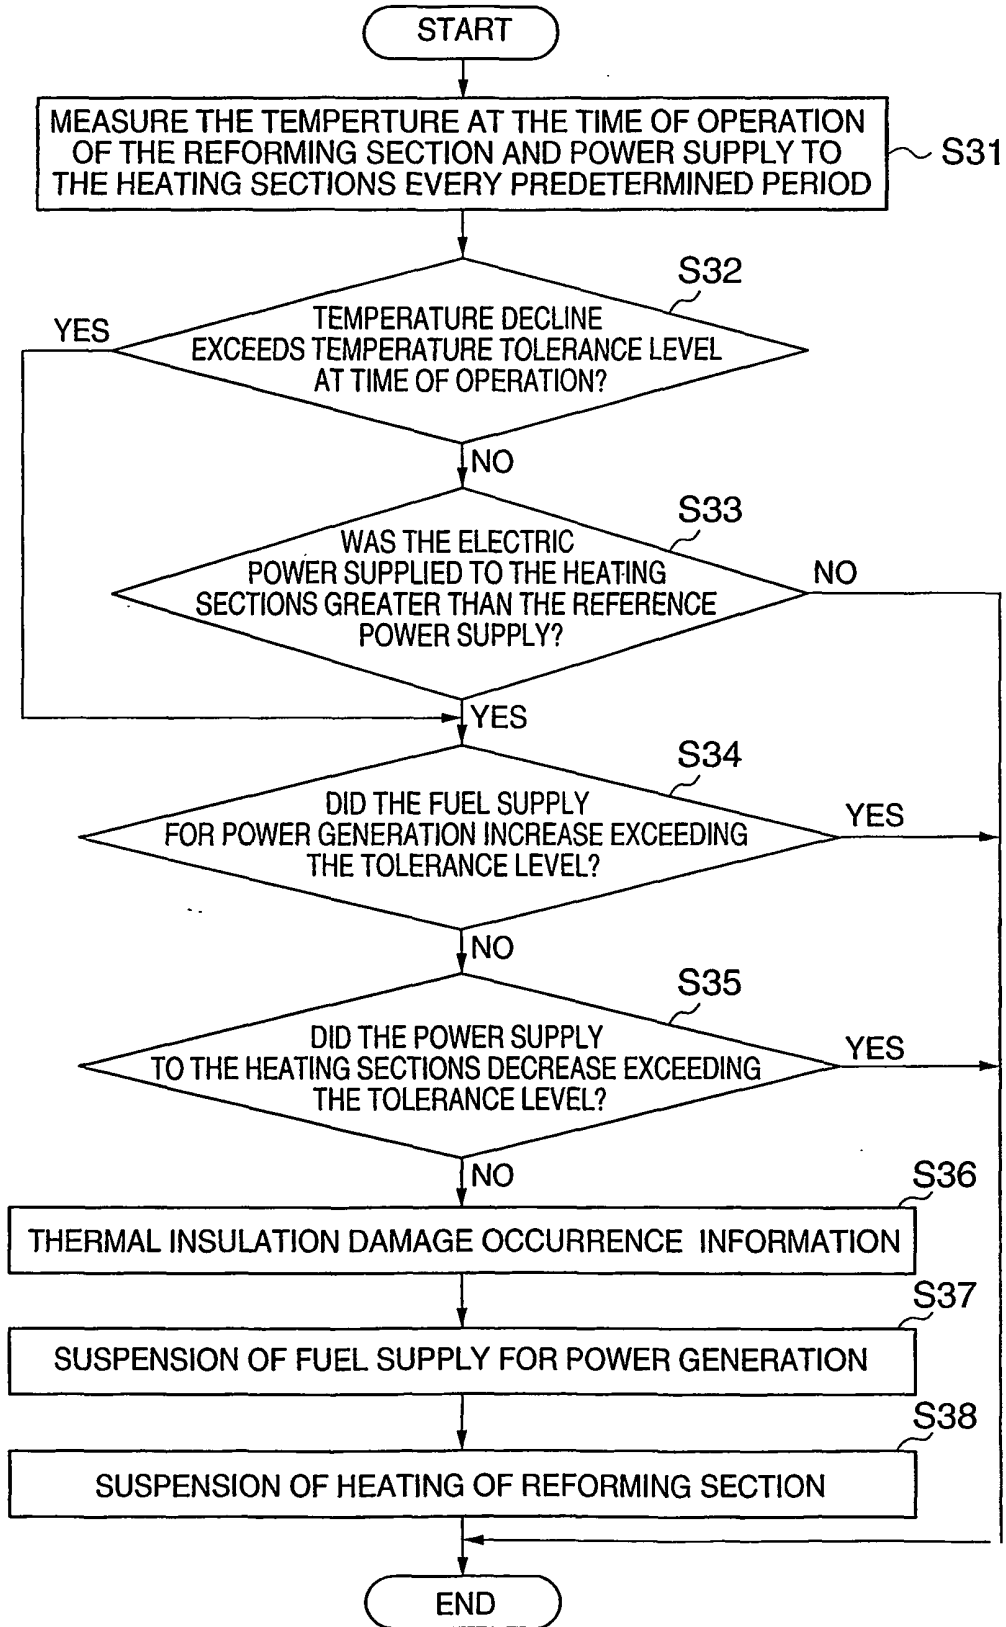 START
MEASURE THE TEMPERTURE AT THE TIME OF OPERATION
OF THE REFORMING SECTION AND POWER SUPPLY TO
THE HEATING SECTIONS EVERY PREDETERMINED PERIOD
S31
S32
TEMPERATURE DECLINE
EXCEEDS TEMPERATURE TOLERANCE LEVEL
AT TIME OF OPERATION?
YES
NO
S33
WAS THE ELECTRIC
POWER SUPPLIED TO THE HEATING
SECTIONS GREATER THAN THE REFERENCE
POWER SUPPLY?
NO
YES
S34
DID THE FUEL SUPPLY
FOR POWER GENERATION INCREASE EXCEEDING
THE TOLERANCE LEVEL?
YES
NO
S35
DID THE POWER SUPPLY
TO THE HEATING SECTIONS DECREASE EXCEEDING
THE TOLERANCE LEVEL?
YES
NO
S36
THERMAL INSULATION DAMAGE OCCURRENCE INFORMATION
S37
SUSPENSION OF FUEL SUPPLY FOR POWER GENERATION
S38
SUSPENSION OF HEATING OF REFORMING SECTION
END